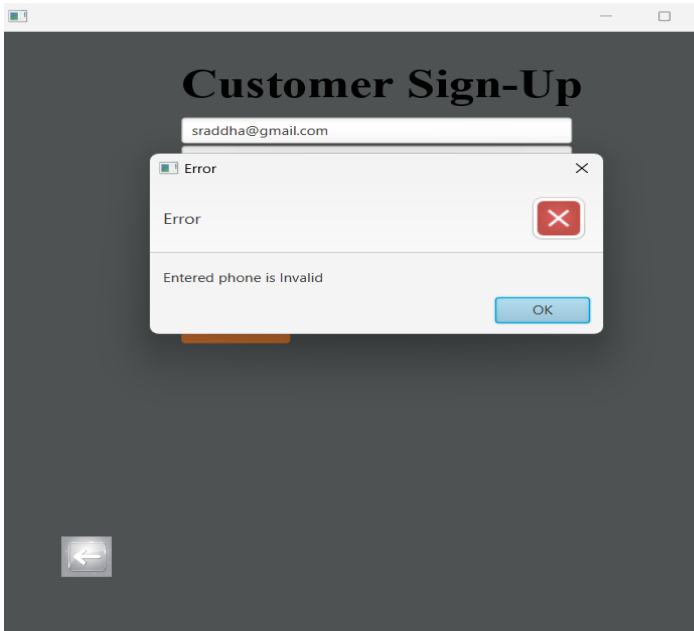 Customer Sign-Up
sraddha@gmail.com
Error
Error
Entered phone is Invalid
OK